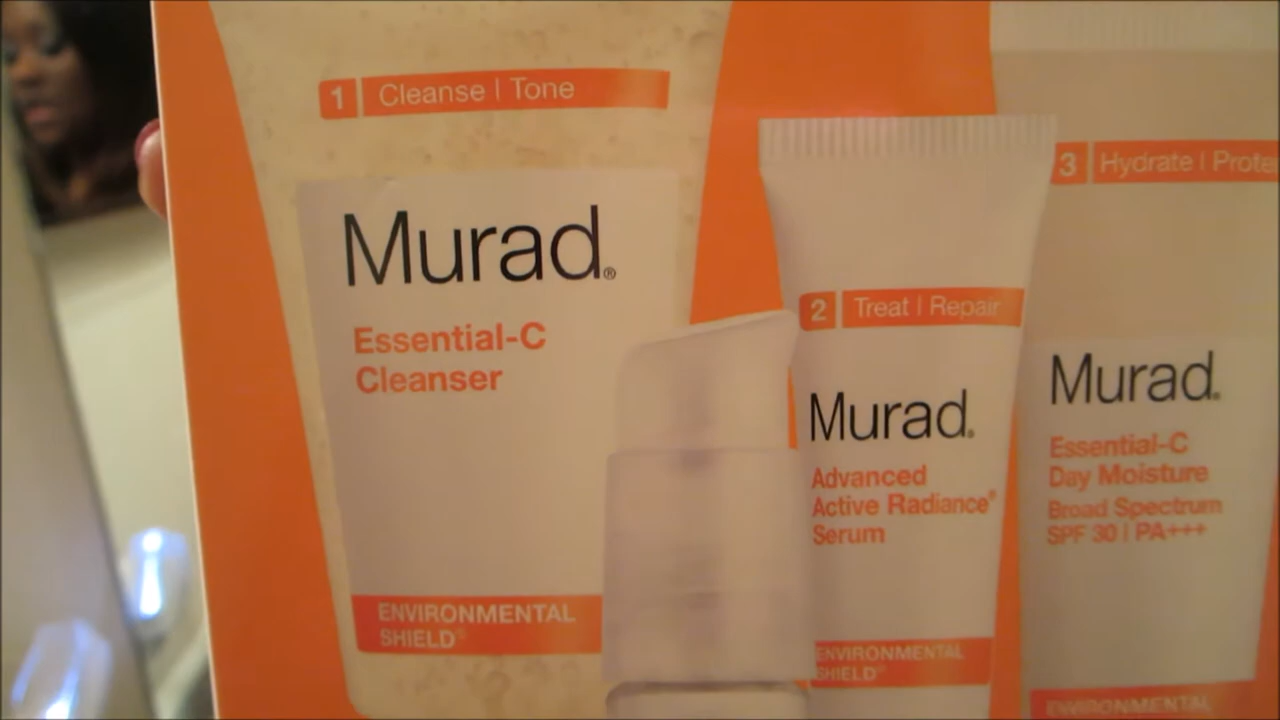 1 Cleanse | Tone
Murad®
Essential-C
Cleanser
ENVIRONMENTAL
SHIELD®
2 Treat | Repair
Murad®
Advanced
Active Radiance®
Serum
ENVIRONMENTAL
SHIELD®
3 Hydrate | Prote
Murad®
Essential-C
Day Moisture
Broad Spectrum
SPF 30 | PA+++
ENVIRONMENTAL